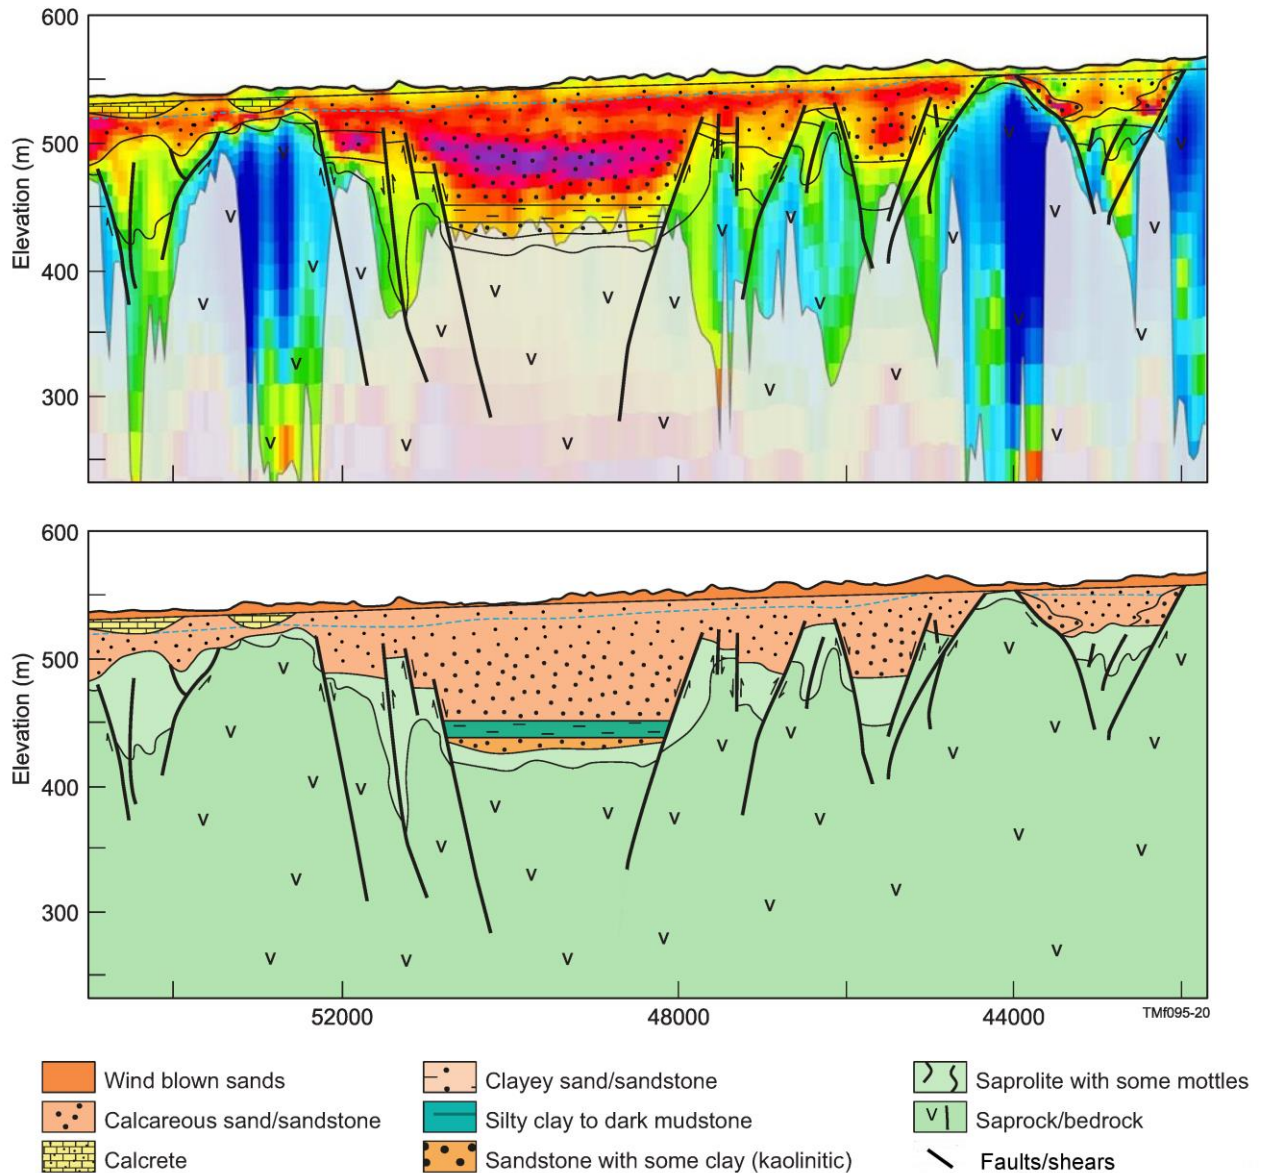 600
500
400
300
Elevation (m)
600
500
400
300
Elevation (m)
52000
48000
44000
TMf095-20
Wind blown sands
Clayey sand/sandstone
Saprolite with some mottles
Calcareous sand/sandstone
Silty clay to dark mudstone
Saprock/bedrock
Calcrete
Sandstone with some clay (kaolinitic)
Faults/shears